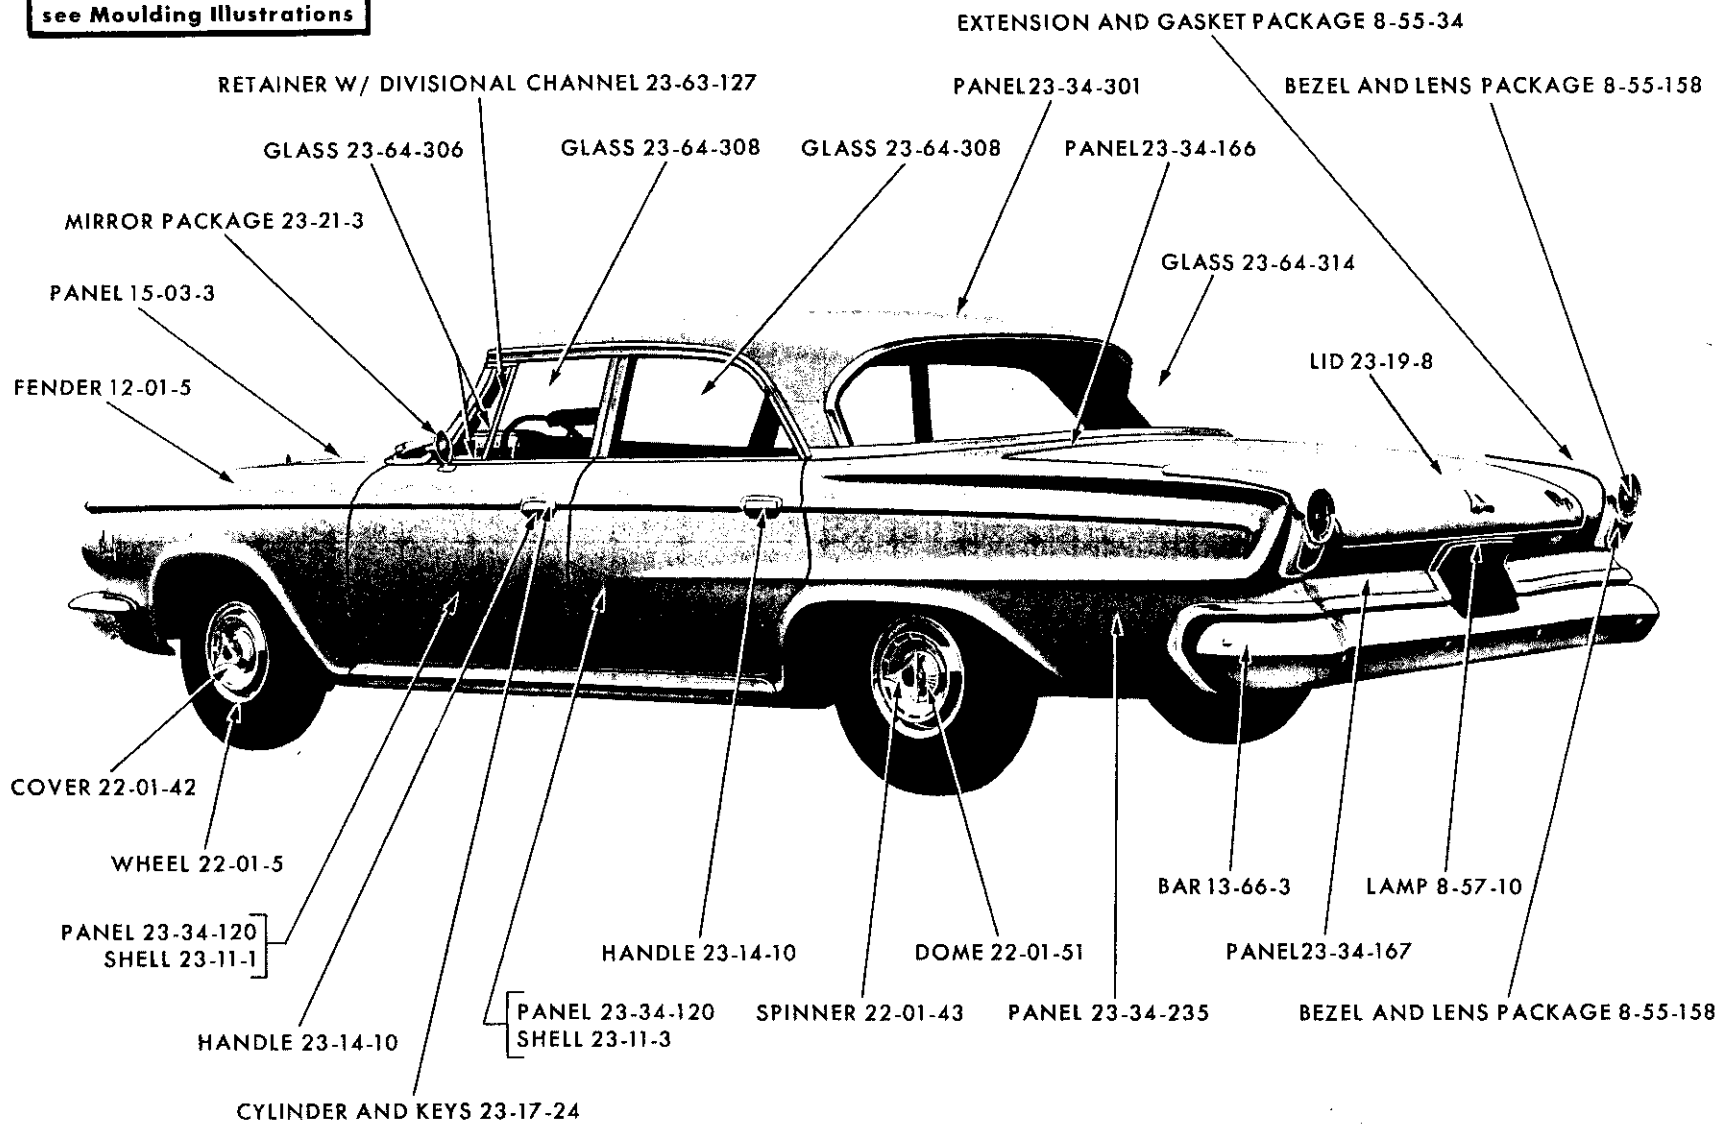 see Moulding Illustrations
EXTENSION AND GASKET PACKAGE 8-55-34
RETAINER W/ DIVISIONAL CHANNEL 23-63-127
PANEL 23-34-301
BEZEL AND LENS PACKAGE 8-55-158
GLASS 23-64-306
GLASS 23-64-308
GLASS 23-64-308
PANEL 23-34-166
MIRROR PACKAGE 23-21-3
GLASS 23-64-314
PANEL 15-03-3
LID 23-19-8
FENDER 12-01-5
COVER 22-01-42
WHEEL 22-01-5
BAR 13-66-3
LAMP 8-57-10
PANEL 23-34-120
SHELL 23-11-1
HANDLE 23-14-10
DOME 22-01-51
PANEL 23-34-167
PANEL 23-34-120
SHELL 23-11-3
SPINNER 22-01-43
PANEL 23-34-235
BEZEL AND LENS PACKAGE 8-55-158
HANDLE 23-14-10
CYLINDER AND KEYS 23-17-24